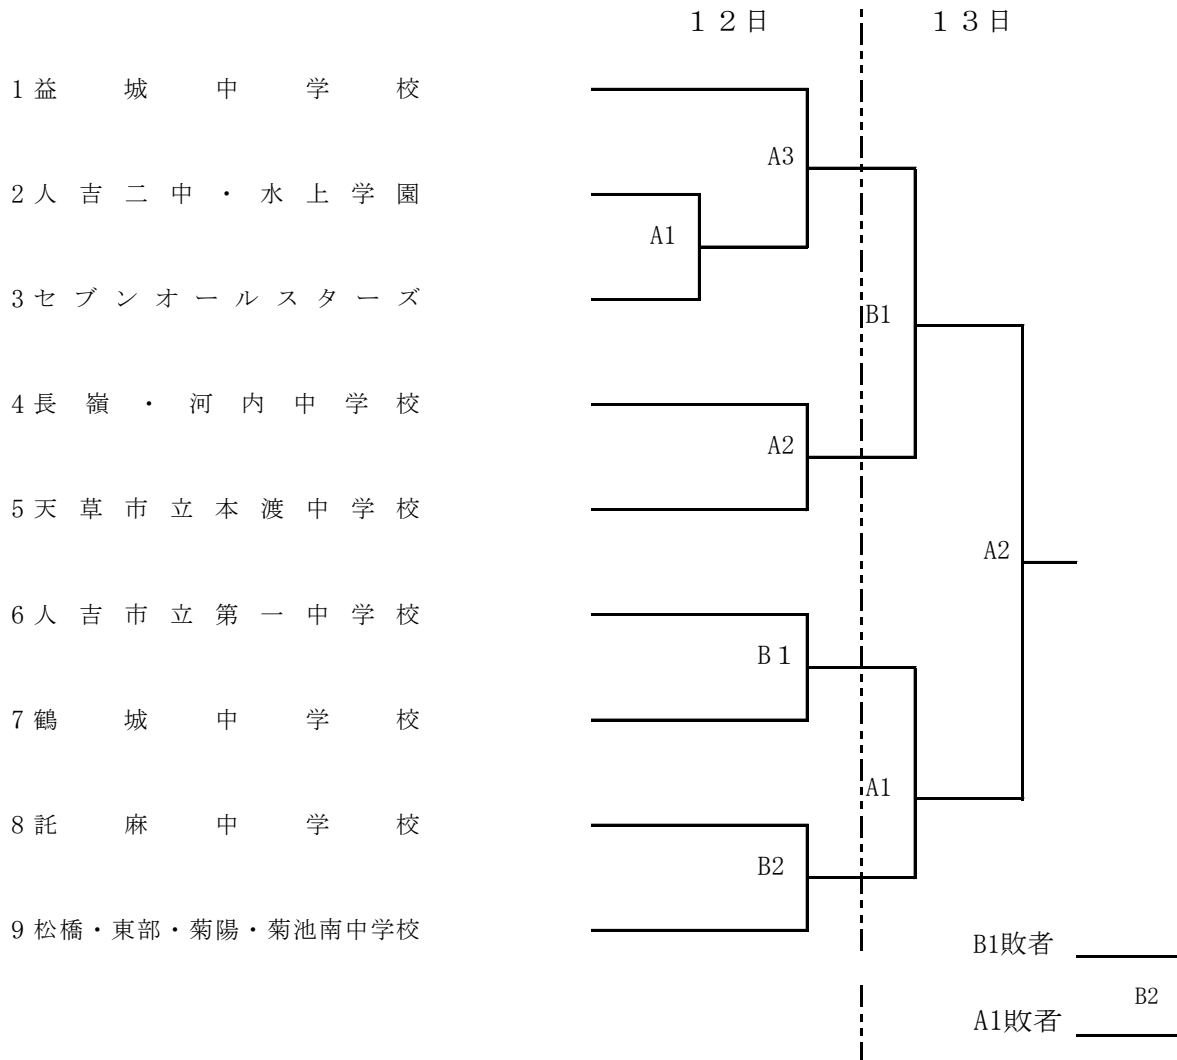 １２日 １３日
1 益城中学校
A3
2 人吉二中・水上学園
A1
3 セブンオールスターズ
B1
4 長嶺・河内中学校
A2
5 天草市立本渡中学校
A2
6 人吉市立第一中学校
B１
7 鶴城中学校
A1
8 託麻中学校
B2
9 松橋・東部・菊陽・菊池南中学校
B1敗者
B2
A1敗者